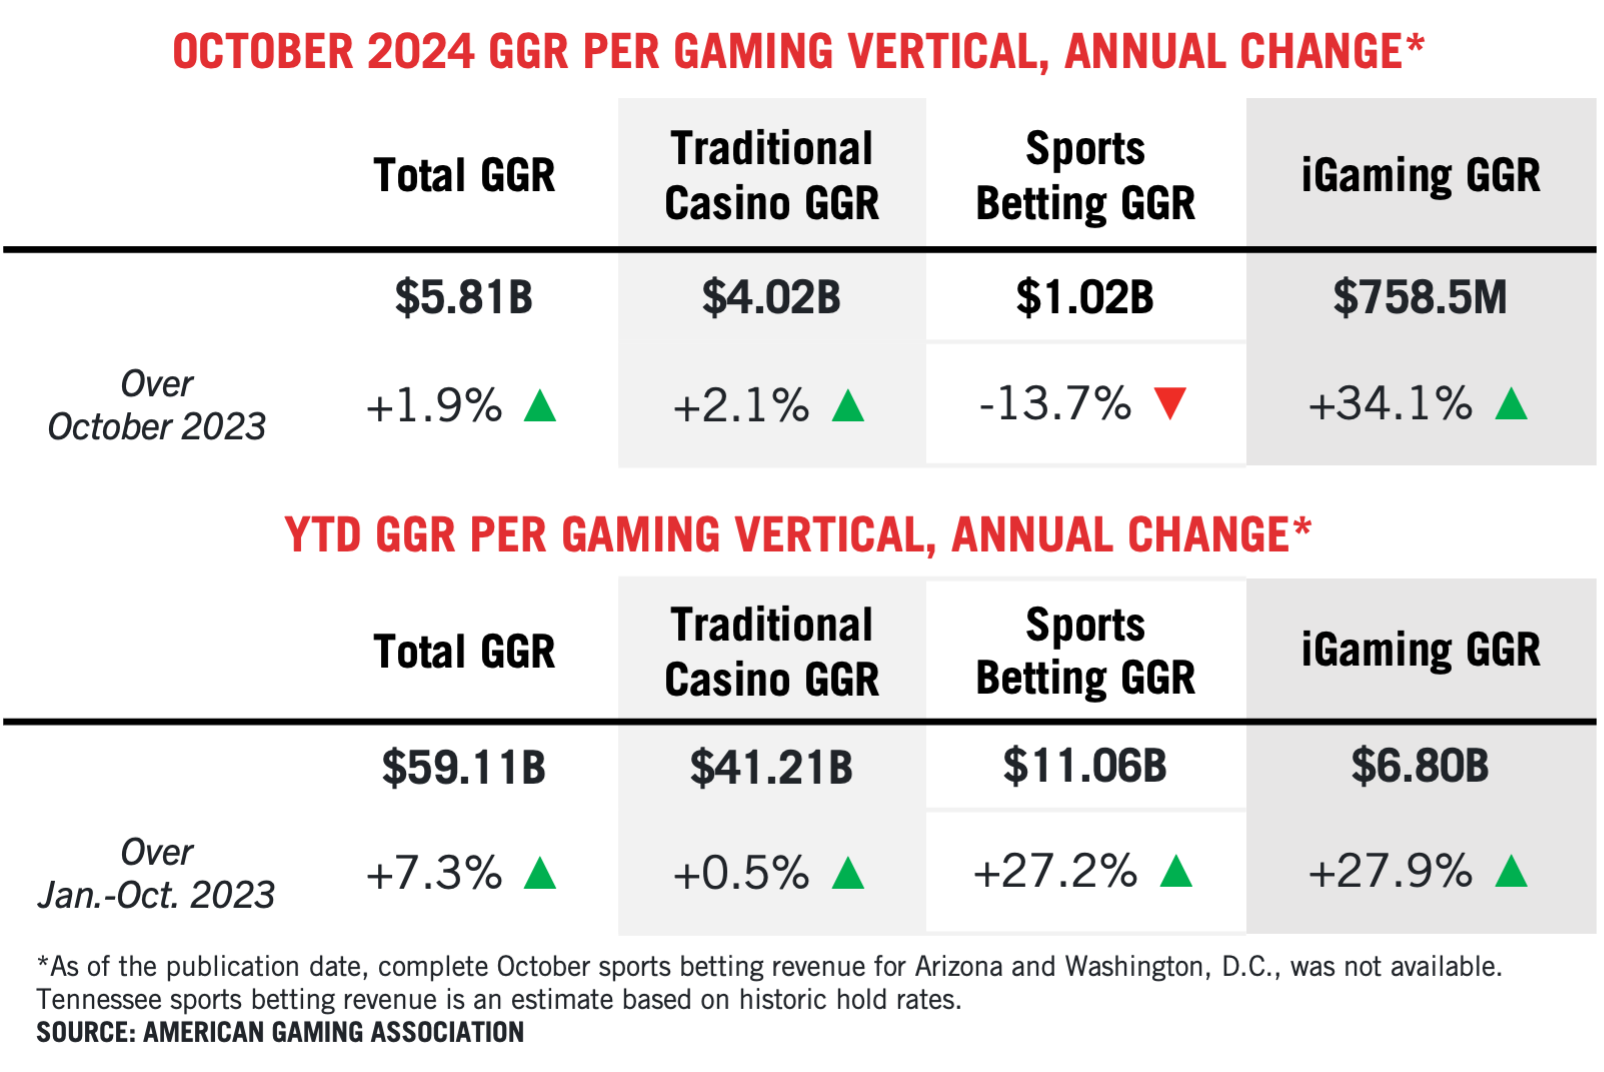 OCTOBER 2024 GGR PER GAMING VERTICAL, ANNUAL CHANGE*
Total GGR
Traditional
Casino GGR
Sports
Betting GGR
iGaming GGR
$5.81B
$4.02B
$1.02B
$758.5M
Over
October 2023
+1.9% ▲
+2.1% ▲
-13.7% ▼
+34.1% ▲
YTD GGR PER GAMING VERTICAL, ANNUAL CHANGE*
Total GGR
Traditional
Casino GGR
Sports
Betting GGR
iGaming GGR
$59.11B
$41.21B
$11.06B
$6.80B
Over
Jan.-Oct. 2023
+7.3% ▲
+0.5% ▲
+27.2% ▲
+27.9% ▲
*As of the publication date, complete October sports betting revenue for Arizona and Washington, D.C., was not available.
Tennessee sports betting revenue is an estimate based on historic hold rates.
SOURCE: AMERICAN GAMING ASSOCIATION